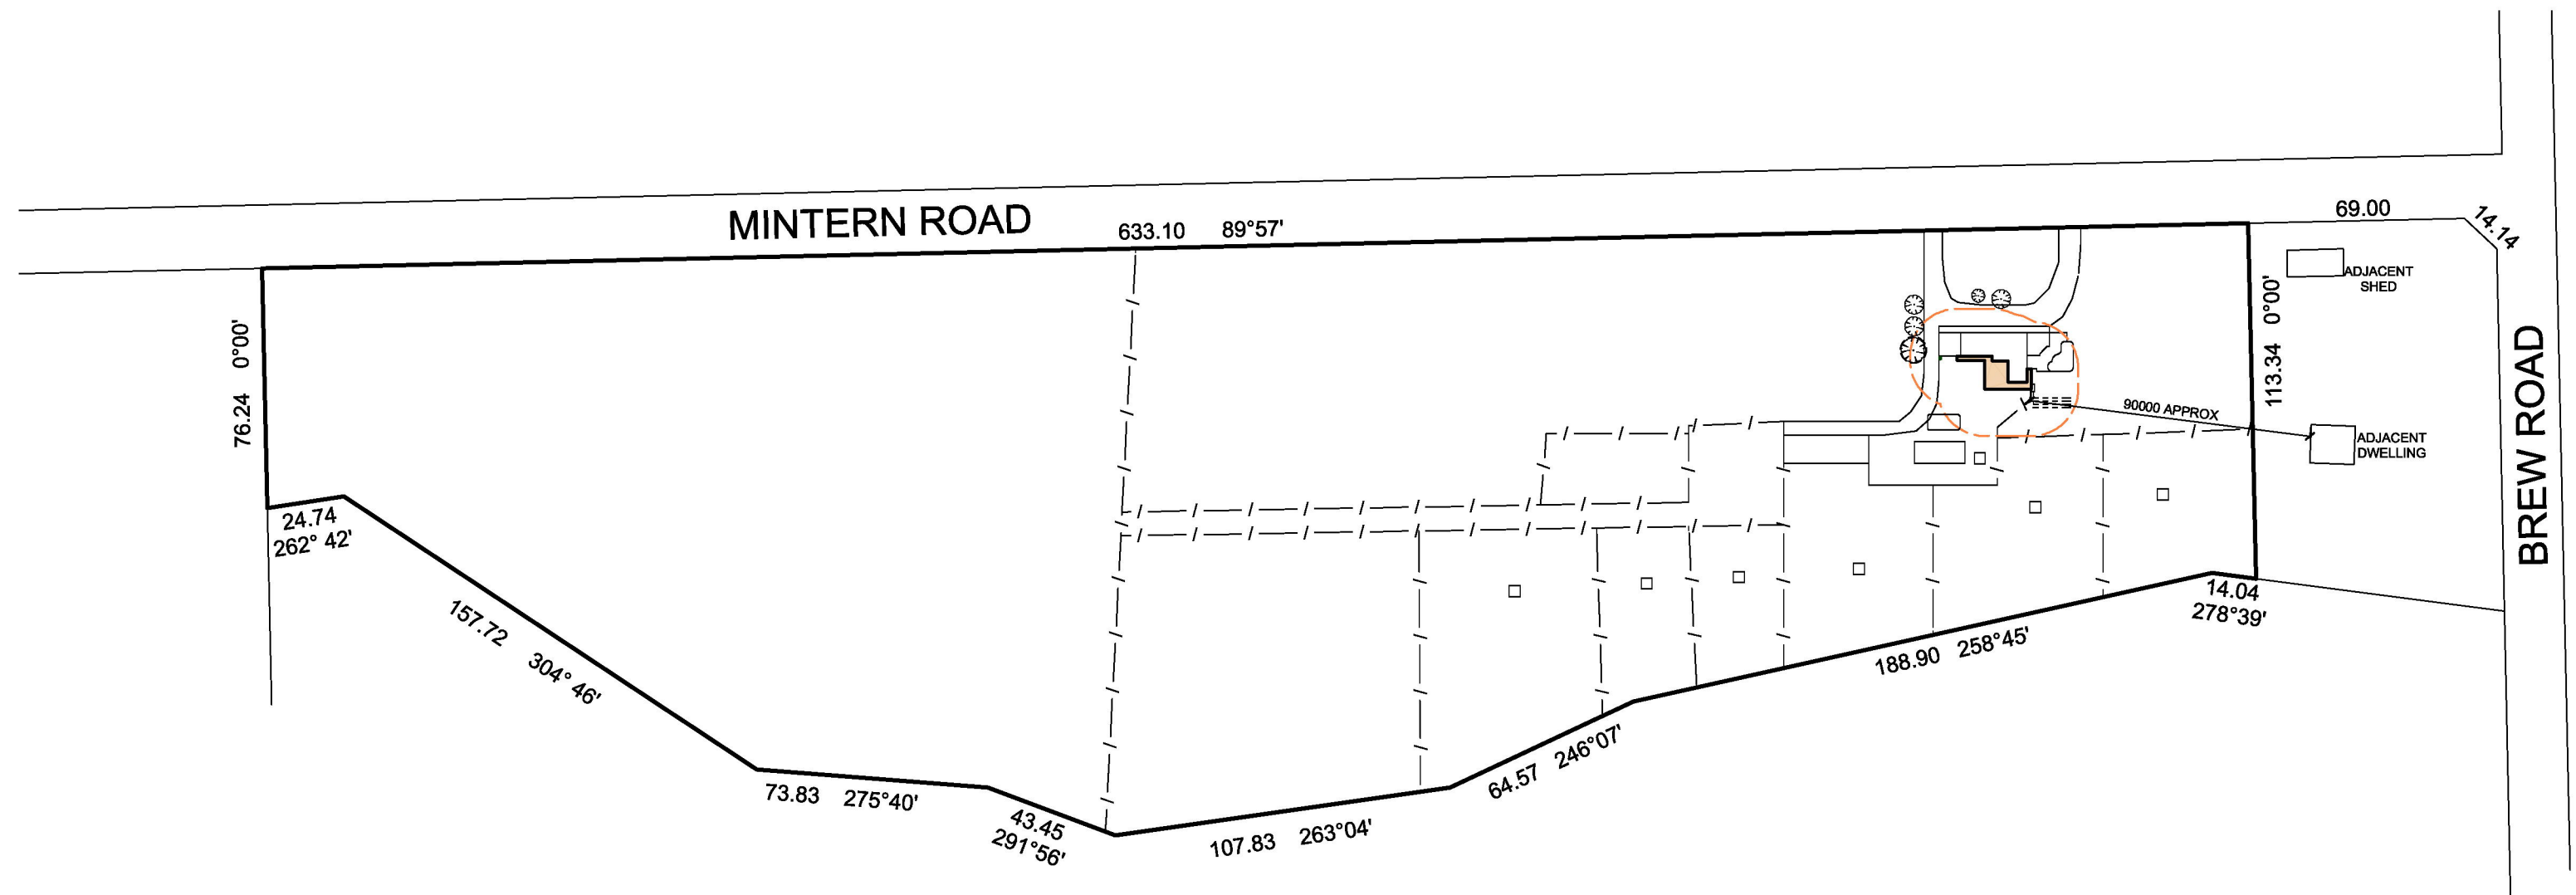 MINTERN ROAD
633.10 89°57'
69.00
14.14
ADJACENT
SHED
76.24 0°00'
113.34 0°00'
90000 APPROX
ADJACENT
DWELLING
BREW ROAD
24.74
262° 42'
157.72 304° 46'
73.83 275°40'
43.45
291°56'
107.83 263°04'
64.57 246°07'
188.90 258°45'
14.04
278°39'